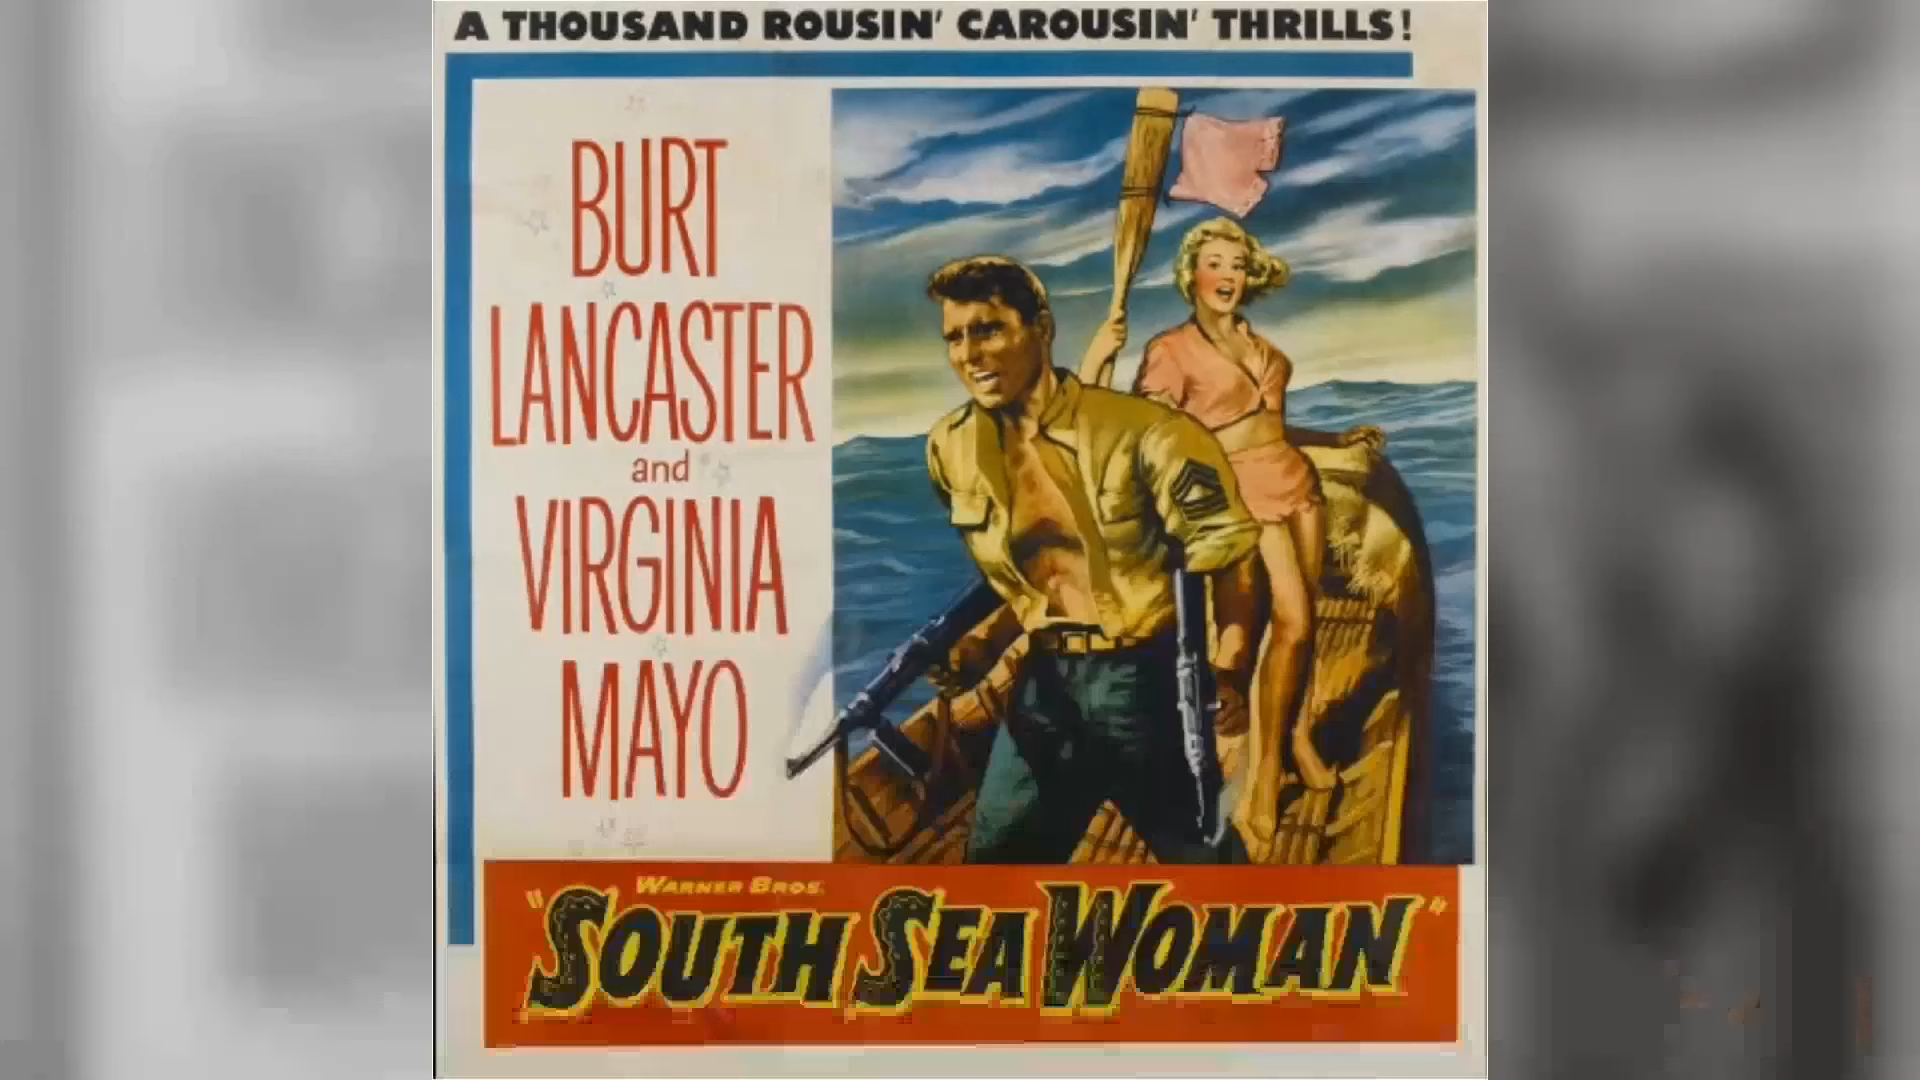 A THOUSAND ROUSIN' CAROUSIN' THRILLS!
BURT
LANCASTER
and
VIRGINIA
MAYO
WARNER BROS.
"SOUTH SEA WOMAN"